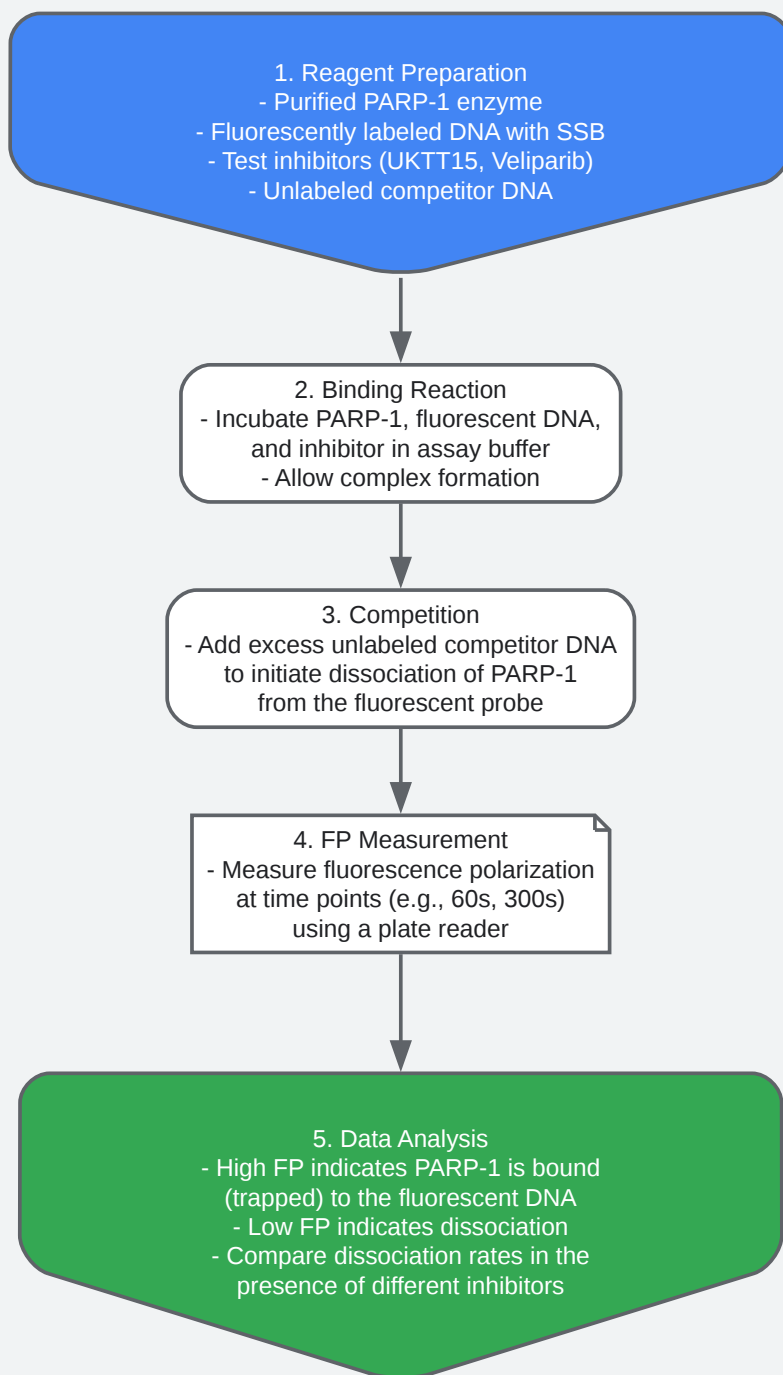 1. Reagent Preparation
- Purified PARP-1 enzyme
- Fluorescently labeled DNA with SSB
- Test inhibitors (UKTT15, Veliparib)
- Unlabeled competitor DNA
2. Binding Reaction
- Incubate PARP-1, fluorescent DNA,
and inhibitor in assay buffer
- Allow complex formation
3. Competition
- Add excess unlabeled competitor DNA
to initiate dissociation of PARP-1
from the fluorescent probe
4. FP Measurement
- Measure fluorescence polarization
at time points (e.g., 60s, 300s)
using a plate reader
5. Data Analysis
- High FP indicates PARP-1 is bound
(trapped) to the fluorescent DNA
- Low FP indicates dissociation
- Compare dissociation rates in the
presence of different inhibitors